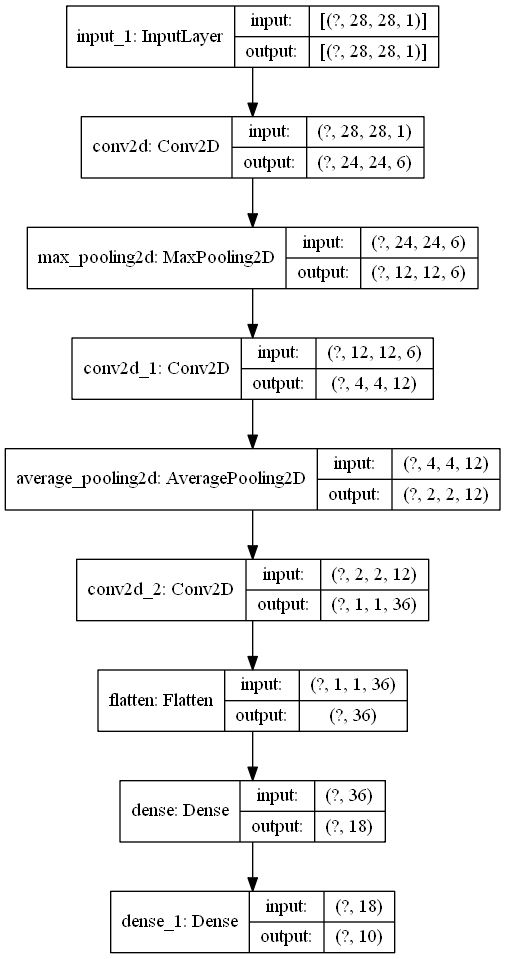 input_1: InputLayer
input: [(?, 28, 28, 1)]
output: [(?, 28, 28, 1)]
conv2d: Conv2D
input: (?, 28, 28, 1)
output: (?, 24, 24, 6)
max_pooling2d: MaxPooling2D
input: (?, 24, 24, 6)
output: (?, 12, 12, 6)
conv2d_1: Conv2D
input: (?, 12, 12, 6)
output: (?, 4, 4, 12)
average_pooling2d: AveragePooling2D
input: (?, 4, 4, 12)
output: (?, 2, 2, 12)
conv2d_2: Conv2D
input: (?, 2, 2, 12)
output: (?, 1, 1, 36)
flatten: Flatten
input: (?, 1, 1, 36)
output: (?, 36)
dense: Dense
input: (?, 36)
output: (?, 18)
dense_1: Dense
input: (?, 18)
output: (?, 10)